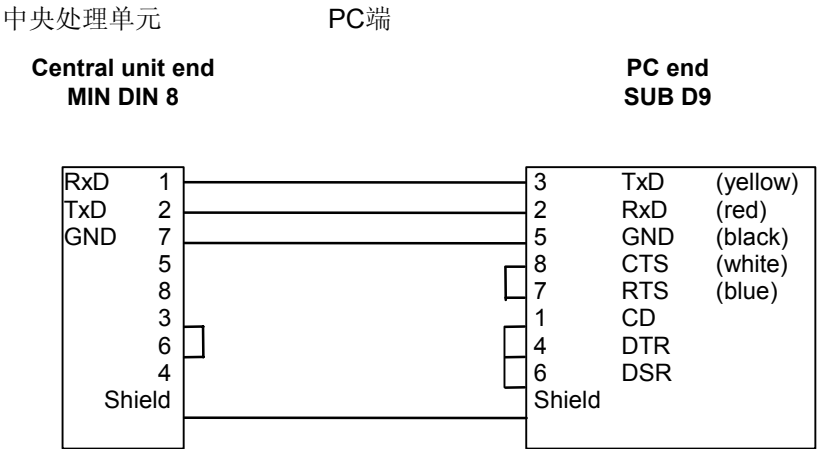 中央处理单元 PC端
Central unit end PC end
MIN DIN 8 SUB D9
RxD 1 3 TxD (yellow)
TxD 2 2 RxD (red)
GND 7 5 GND (black)
5 8 CTS (white)
8 7 RTS (blue)
3 1 CD
6 4 DTR
4 6 DSR
Shield Shield